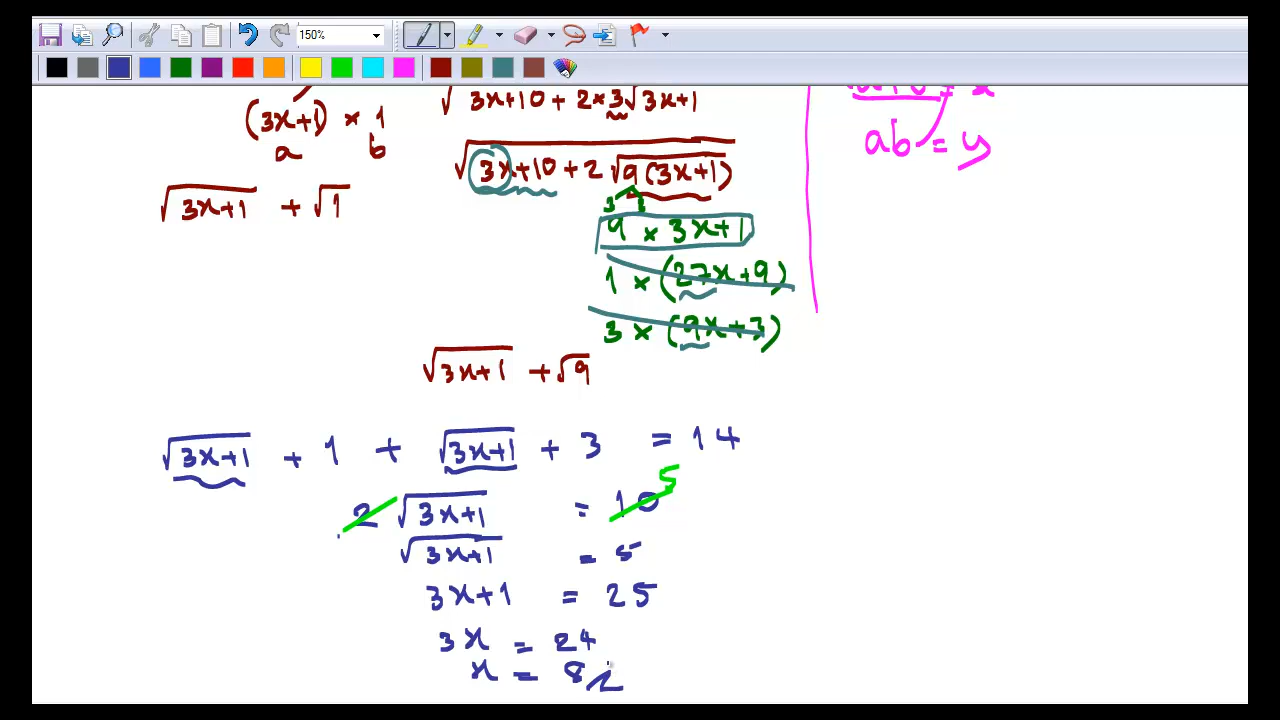 150%
(3x+1) × 1
a b
√3x+1 + √1
√3x+10 + 2×3√3x+1
√3x+10 + 2√9(3x+1)
3 3
9 × 3x+1
1 × (27x+9)
3 × (9x+3)
√3x+1 + √9
ab = y
√3x+1 + 1 + √3x+1 + 3 = 14
2 √3x+1 = 10 5
√3x+1 = 5
3x+1 = 25
3x = 24
x = 8